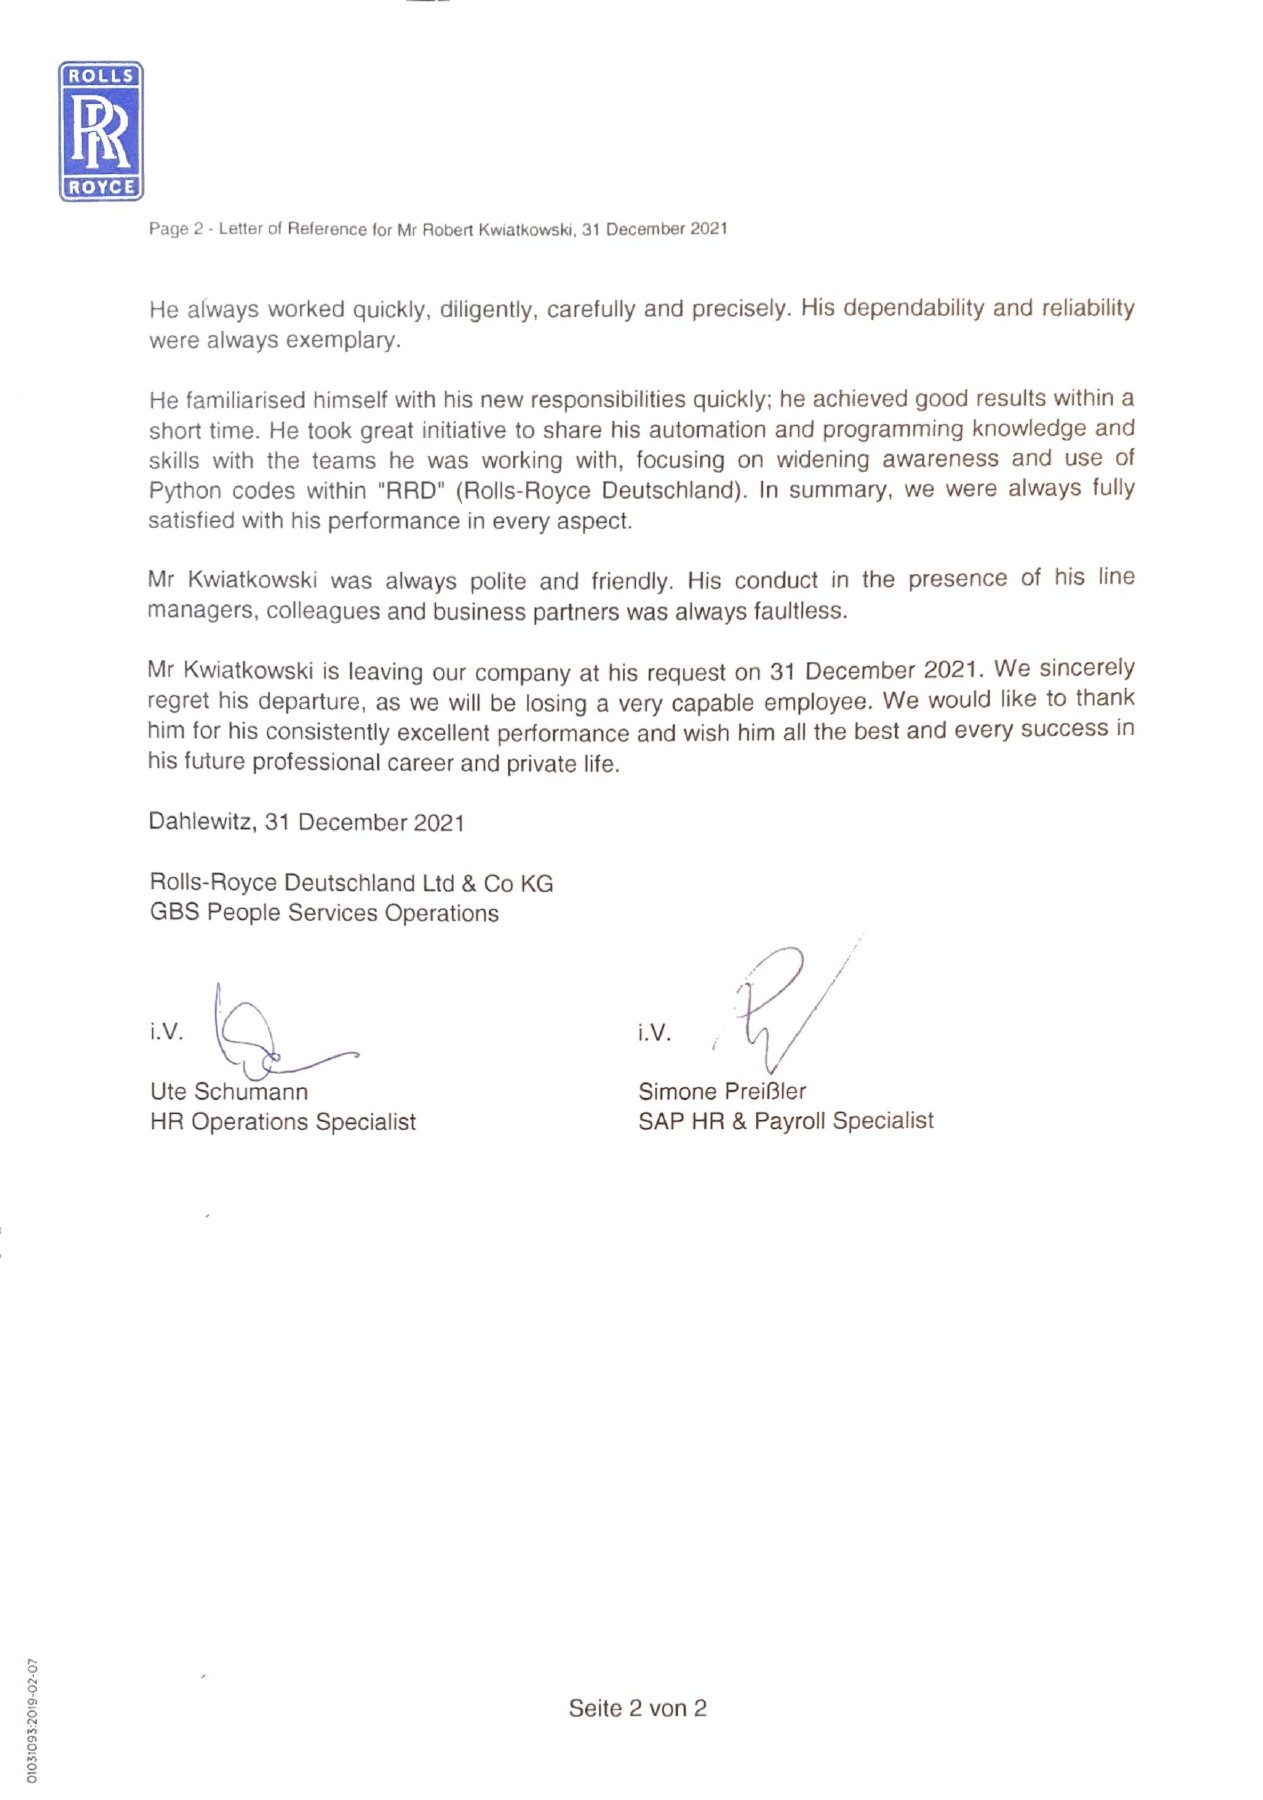 ROLLS
RR
ROYCE
Page 2 - Letter of Reference for Mr Robert Kwiatkowski, 31 December 2021
He always worked quickly, diligently, carefully and precisely. His dependability and reliability
were always exemplary.
He familiarised himself with his new responsibilities quickly; he achieved good results within a
short time. He took great initiative to share his automation and programming knowledge and
skills with the teams he was working with, focusing on widening awareness and use of
Python codes within "RRD" (Rolls-Royce Deutschland). In summary, we were always fully
satisfied with his performance in every aspect.
Mr Kwiatkowski was always polite and friendly. His conduct in the presence of his line
managers, colleagues and business partners was always faultless.
Mr Kwiatkowski is leaving our company at his request on 31 December 2021. We sincerely
regret his departure, as we will be losing a very capable employee. We would like to thank
him for his consistently excellent performance and wish him all the best and every success in
his future professional career and private life.
Dahlewitz, 31 December 2021
Rolls-Royce Deutschland Ltd & Co KG
GBS People Services Operations
i.V.
i.V.
Ute Schumann
Simone Preißler
HR Operations Specialist
SAP HR & Payroll Specialist
Seite 2 von 2
01031093:2019-02-07